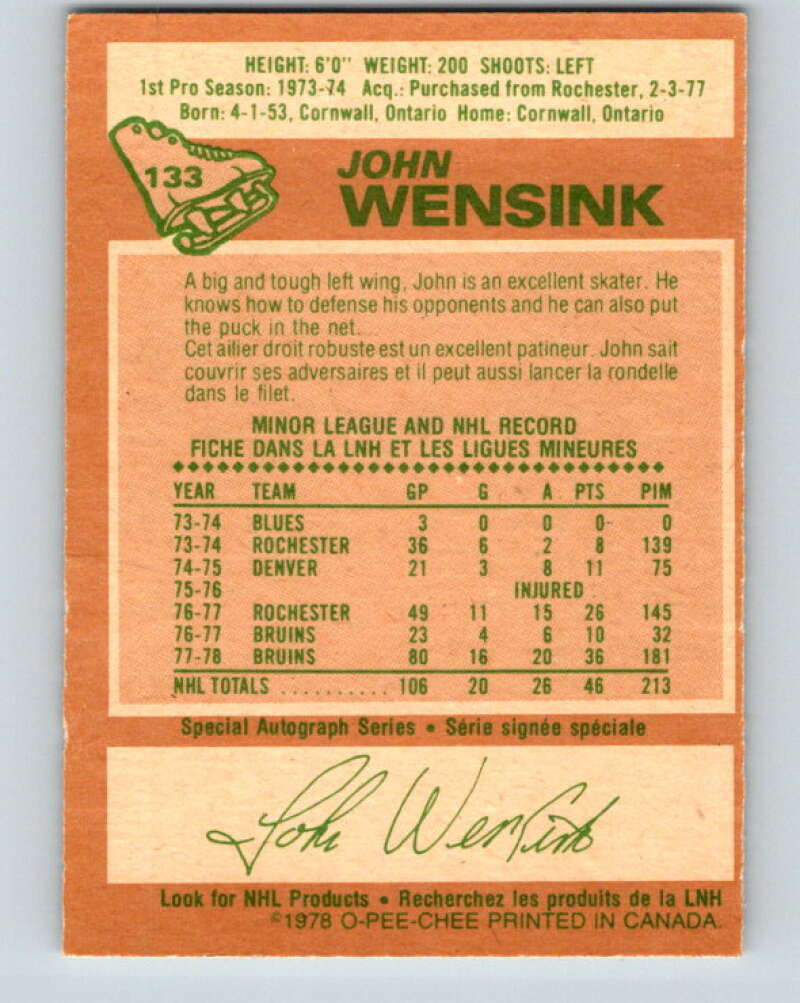 HEIGHT: 6'0" WEIGHT: 200 SHOOTS: LEFT
1st Pro Season: 1973-74 Acq.: Purchased from Rochester, 2-3-77
Born: 4-1-53, Cornwall, Ontario Home: Cornwall, Ontario
133
JOHN
WENSINK
A big and tough left wing, John is an excellent skater. He
knows how to defense his opponents and he can also put
the puck in the net.
Cet ailier droit robuste est un excellent patineur. John sait
couvrir ses adversaires et il peut aussi lancer la rondelle
dans le filet.
MINOR LEAGUE AND NHL RECORD
FICHE DANS LA LNH ET LES LIGUES MINEURES
YEAR TEAM GP G A PTS PIM
73-74 BLUES 3 0 0 0 0
73-74 ROCHESTER 36 6 2 8 139
74-75 DENVER 21 3 8 11 75
75-76 INJURED
76-77 ROCHESTER 49 11 15 26 145
76-77 BRUINS 23 4 6 10 32
77-78 BRUINS 80 16 20 36 181
NHL TOTALS .......... 106 20 26 46 213
Special Autograph Series • Série signée spéciale
John Wensink
Look for NHL Products • Recherchez les produits de la LNH
©1978 O-PEE-CHEE PRINTED IN CANADA.